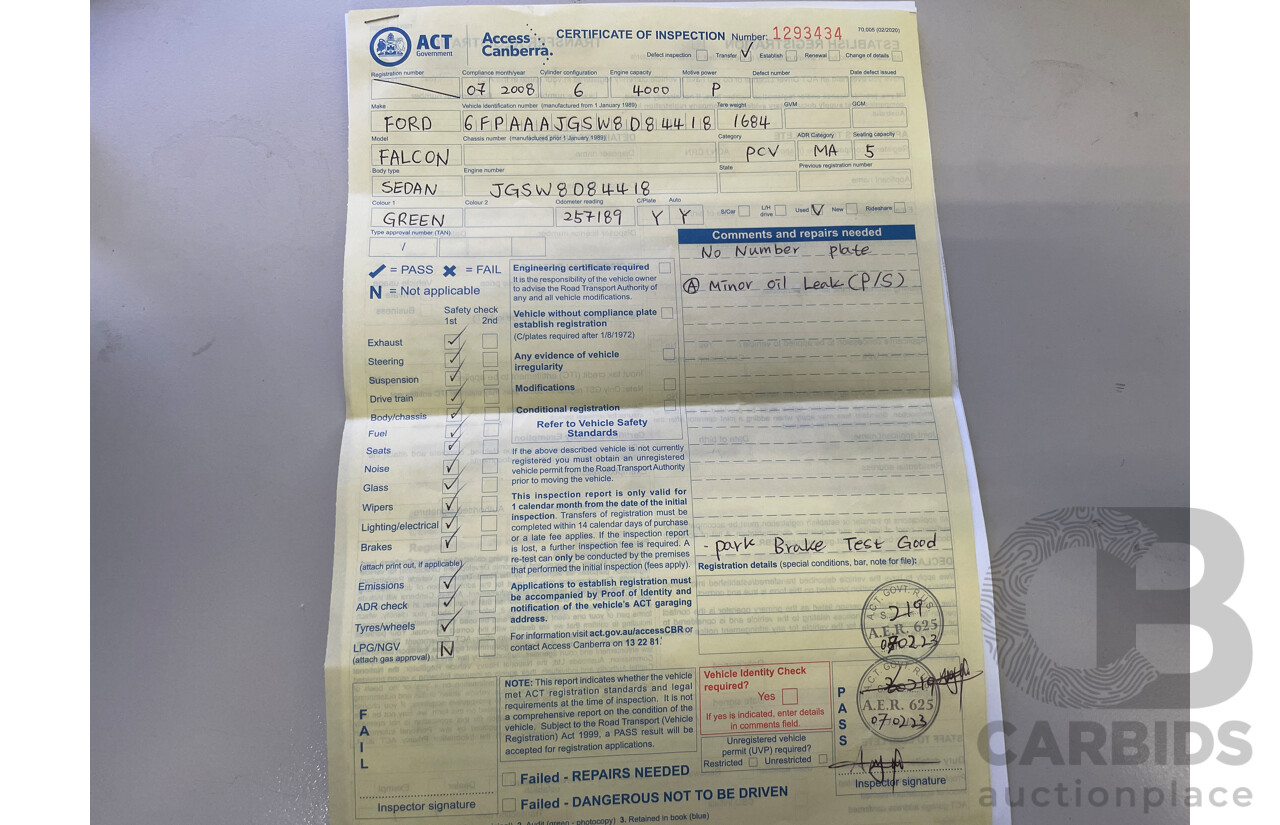 ACT
Government
Access
Canberra
CERTIFICATE OF INSPECTION Number: 1293434
70.005 (02/2020)
Defect inspection Transfer Establish Renewal Change of details
Registration number Compliance month/year Cylinder configuration Engine capacity Motive power Defect number Date defect issued
07 2008 6 4000 P
Make Vehicle identification number (manufactured from 1 January 1989) Tare weight GVM GCM
FORD 6FPAAAJGSW8D84418 1684
Model Chassis number (manufactured prior 1 January 1989) Category ADR Category Seating capacity
FALCON PCV MA 5
Body type Engine number State Previous registration number
SEDAN JGSW8D84418
Colour 1 Colour 2 Odometer reading C/Plate Auto
GREEN 257189 Y Y
S/Car L/H drive Used New Rideshare
Type approval number (TAN)
Comments and repairs needed
No Number plate
Ⓐ Minor oil Leak (P/S)
- park Brake Test Good
= PASS = FAIL
N = Not applicable
Safety check
1st 2nd
Exhaust
Steering
Suspension
Drive train
Body/chassis
Fuel
Seats
Noise
Glass
Wipers
Lighting/electrical
Brakes
(attach print out, if applicable)
Emissions
ADR check
Tyres/wheels
LPG/NGV N
(attach gas approval)
Engineering certificate required
It is the responsibility of the vehicle owner
to advise the Road Transport Authority of
any and all vehicle modifications.
Vehicle without compliance plate
establish registration
(C/plates required after 1/8/1972)
Any evidence of vehicle
irregularity
Modifications
Conditional registration
Refer to Vehicle Safety
Standards
If the above described vehicle is not currently
registered you must obtain an unregistered
vehicle permit from the Road Transport Authority
prior to moving the vehicle.
This inspection report is only valid for
1 calendar month from the date of the initial
inspection. Transfers of registration must be
completed within 14 calendar days of purchase
or a late fee applies. If the inspection report
is lost, a further inspection fee is required. A
re-test can only be conducted by the premises
that performed the initial inspection (fees apply).
Applications to establish registration must
be accompanied by Proof of Identity and
notification of the vehicle's ACT garaging
address.
For information visit act.gov.au/accessCBR or
contact Access Canberra on 13 22 81.
Registration details (special conditions, bar, note for file):
219
A.E.R. 625
070223
A.E.R. 625
070223
FAIL
Inspector signature
NOTE: This report indicates whether the vehicle
met ACT registration standards and legal
requirements at the time of inspection. It is not
a comprehensive report on the condition of the
vehicle. Subject to the Road Transport (Vehicle
Registration) Act 1999, a PASS result will be
accepted for registration applications.
Failed - REPAIRS NEEDED
Failed - DANGEROUS NOT TO BE DRIVEN
Vehicle Identity Check
required?
Yes
If yes is indicated, enter details
in comments field.
Unregistered vehicle
permit (UVP) required?
Restricted Unrestricted
PASS
Inspector signature
2. Audit (green - photocopy) 3. Retained in book (blue)
CARBIDS
auctionplace